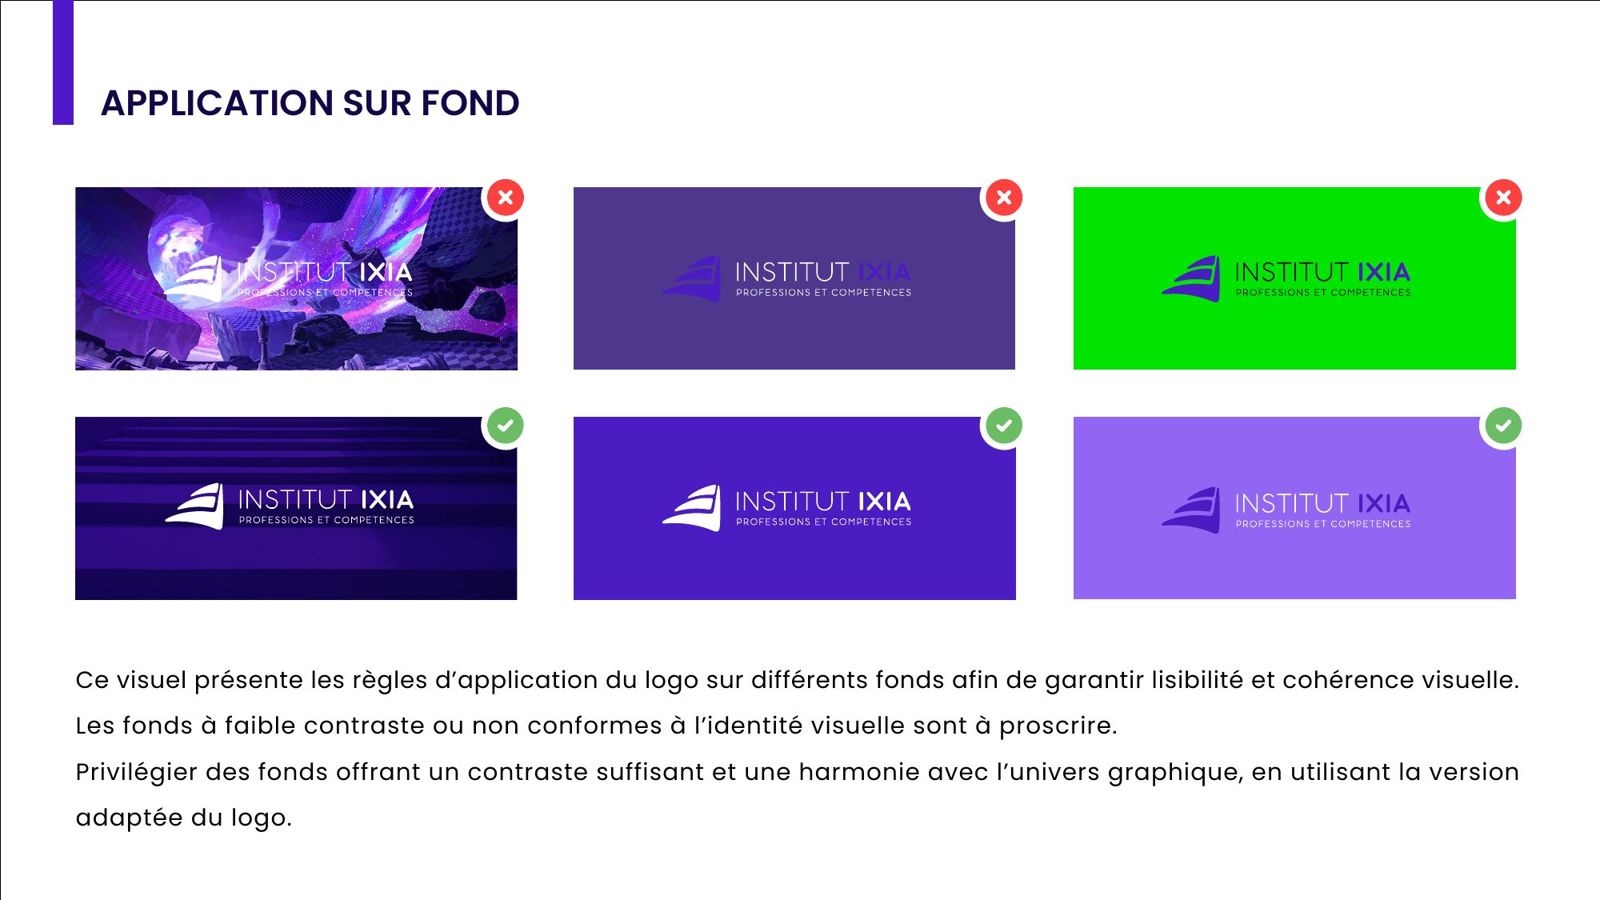 APPLICATION SUR FOND
INSTITUT IXIA
PROFESSIONS ET COMPETENCES
INSTITUT IXIA
PROFESSIONS ET COMPETENCES
INSTITUT IXIA
PROFESSIONS ET COMPETENCES
INSTITUT IXIA
PROFESSIONS ET COMPETENCES
INSTITUT IXIA
PROFESSIONS ET COMPETENCES
INSTITUT IXIA
PROFESSIONS ET COMPETENCES
Ce visuel présente les règles d’application du logo sur différents fonds afin de garantir lisibilité et cohérence visuelle.
Les fonds à faible contraste ou non conformes à l’identité visuelle sont à proscrire.
Privilégier des fonds offrant un contraste suffisant et une harmonie avec l’univers graphique, en utilisant la version
adaptée du logo.